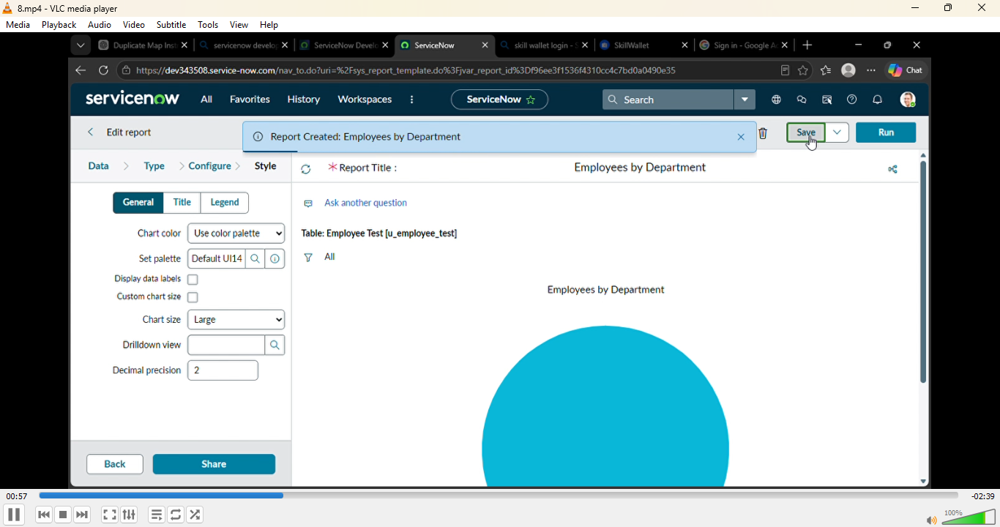 8.mp4 - VLC media player
Media Playback Audio Video Subtitle Tools View Help
Duplicate Map Ins servicenow develo ServiceNow Devel ServiceNow skill wallet login - S SkillWallet Sign in - Google A
https://dev343508.service-now.com/nav_to.do?uri=%2Fsys_report_template.do%3Fjvar_report_id%3Df96ee3f1536f4310cc4c7bd0a0490e35 Chat
servicenow All Favorites History Workspaces ServiceNow Search
Edit report Report Created: Employees by Department Save Run
Data Type Configure Style * Report Title : Employees by Department
General Title Legend
Ask another question
Chart color Use color palette
Table: Employee Test [u_employee_test]
Set palette Default UI14
All
Display data labels
Custom chart size
Employees by Department
Chart size Large
Drilldown view
Decimal precision 2
Back Share
00:57 -02:39
100%